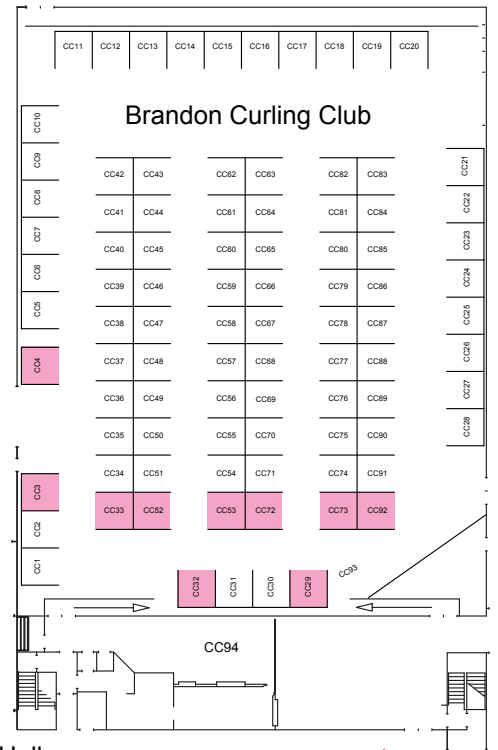 CC11 CC12 CC13 CC14 CC15 CC16 CC17 CC18 CC19 CC20
Brandon Curling Club
CC10
CC9
CC8
CC7
CC6
CC5
CC4
CC3
CC2
CC1
CC42 CC43 CC62 CC63 CC82 CC83
CC41 CC44 CC61 CC64 CC81 CC84
CC40 CC45 CC60 CC65 CC80 CC85
CC39 CC46 CC59 CC66 CC79 CC86
CC38 CC47 CC58 CC67 CC78 CC87
CC37 CC48 CC57 CC68 CC77 CC88
CC36 CC49 CC56 CC69 CC76 CC89
CC35 CC50 CC55 CC70 CC75 CC90
CC34 CC51 CC54 CC71 CC74 CC91
CC33 CC52 CC53 CC72 CC73 CC92
CC21
CC22
CC23
CC24
CC25
CC26
CC27
CC28
CC32 CC31 CC30 CC29
CC93
CC94